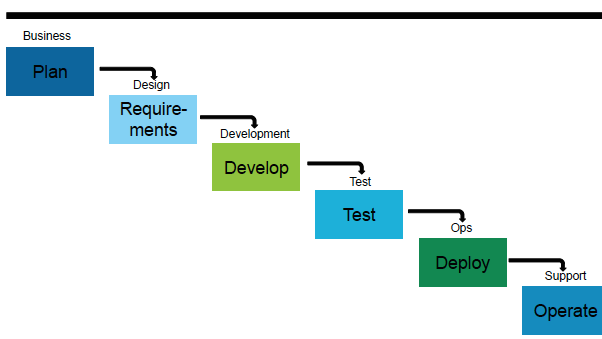 Business
Plan
Design
Require-
ments
Development
Develop
Test
Test
Ops
Deploy
Support
Operate